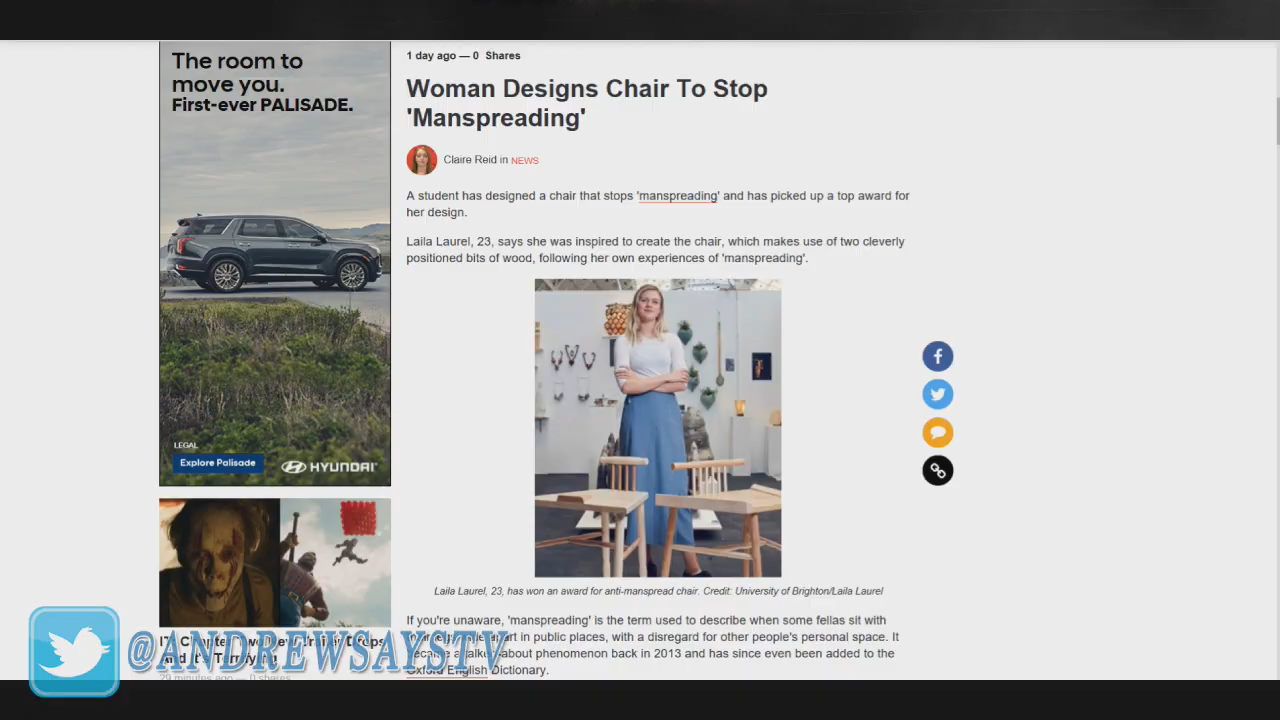 The room to
move you.
First-ever PALISADE.
LEGAL
Explore Palisade
HYUNDAI
1 day ago — 0 Shares
Woman Designs Chair To Stop
'Manspreading'
Claire Reid in NEWS
A student has designed a chair that stops 'manspreading' and has picked up a top award for
her design.
Laila Laurel, 23, says she was inspired to create the chair, which makes use of two cleverly
positioned bits of wood, following her own experiences of 'manspreading'.
Laila Laurel, 23, has won an award for anti-manspread chair. Credit: University of Brighton/Laila Laurel
If you're unaware, 'manspreading' is the term used to describe when some fellas sit with
in public places, with a disregard for other people's personal space. It
phenomenon back in 2013 and has since even been added to the
Oxford English Dictionary.
29 minutes ago — 0 shares
@ANDREWSAYSTV